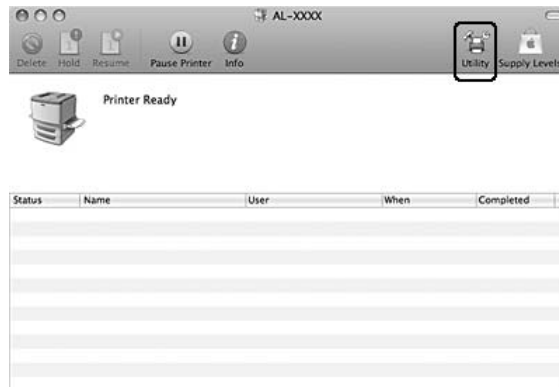 AL-XXXX
Delete Hold Resume Pause Printer Info Utility Supply Levels
Printer Ready
Status Name User When Completed